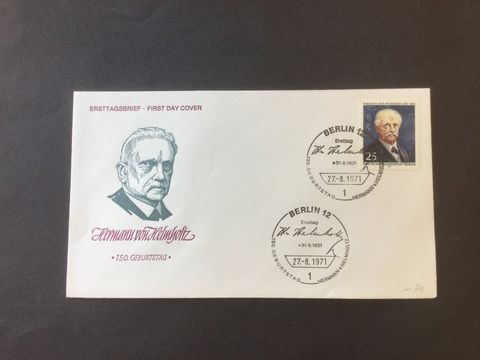 ERSTTAGSBRIEF - FIRST DAY COVER
Hermann von Helmholtz
• 150. GEBURTSTAG •
25
BERLIN 12
Ersttag
*31.8.1821
27.-8.1971
1
150. GEBURTSTAG HERMANN v. HELMHOLTZ
BERLIN 12
Ersttag
*31.8.1821
27.-8.1971
1
150. GEBURTSTAG HERMANN v. HELMHOLTZ